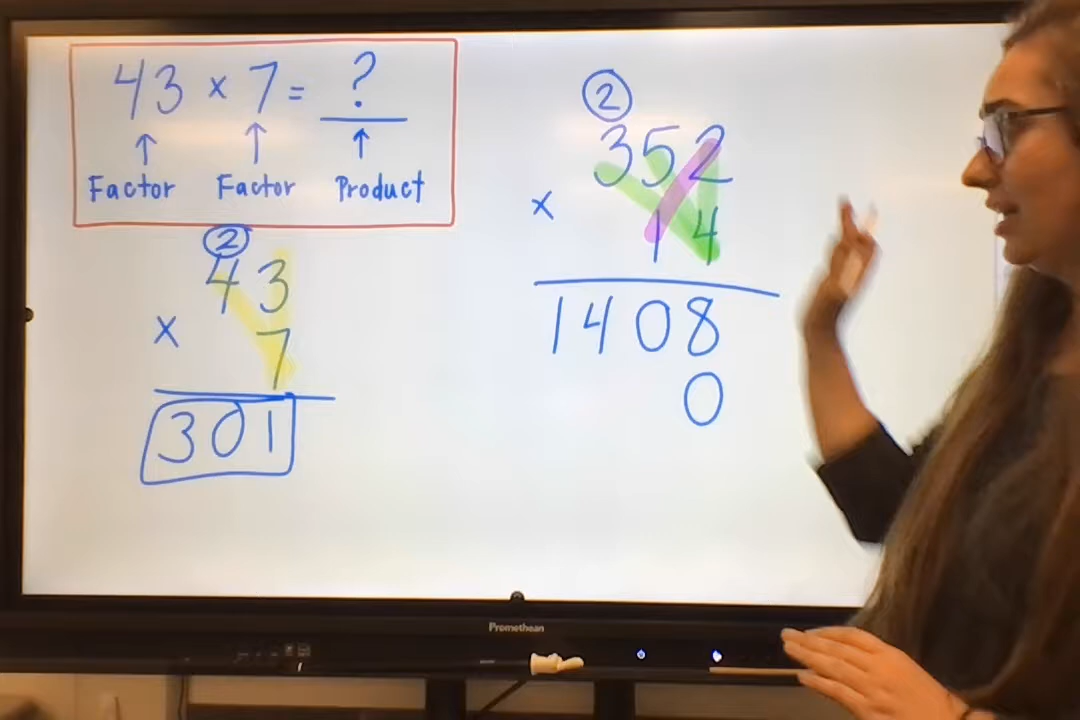 43 × 7 = ?
↑ ↑ ↑
Factor Factor Product
②
43
× 7
301
②
352
× 14
1408
0
Promethean